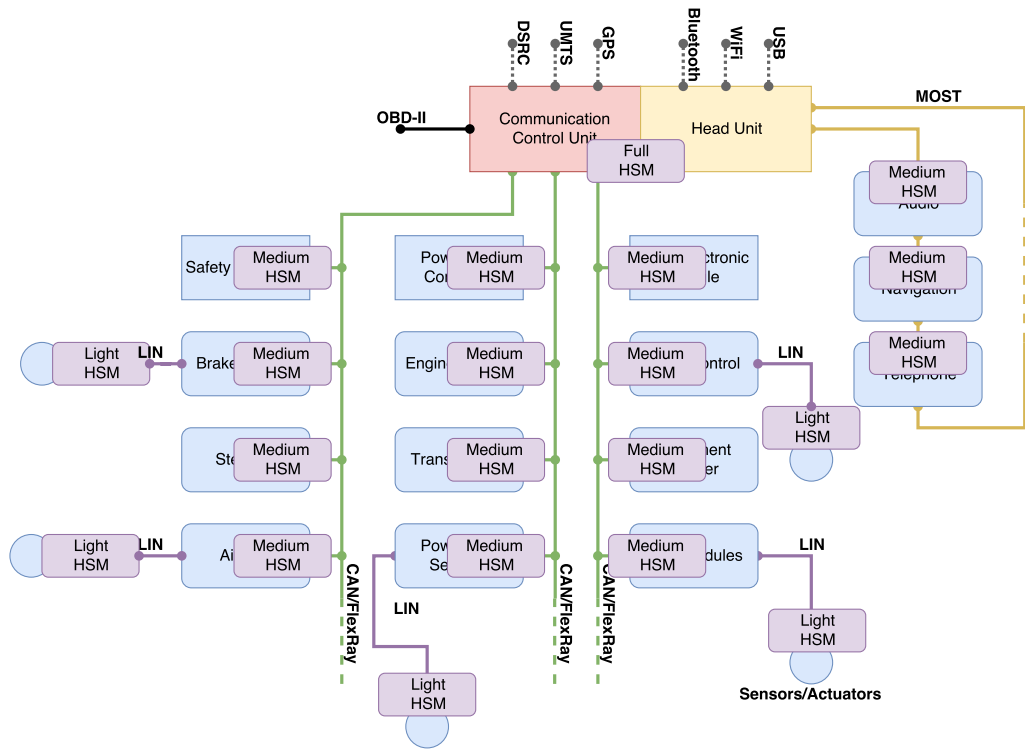 DSRC
UMTS
GPS
Bluetooth
WiFi
USB
MOST
OBD-II
Communication
Control Unit
Head Unit
Full
HSM
Medium
HSM
Audio
Safety
Medium
HSM
Medium
HSM
Medium
HSM
Medium
HSM
Navigation
Light
HSM
LIN
Brake
Medium
HSM
Medium
HSM
Medium
HSM
LIN
Medium
HSM
Telephone
Light
HSM
Medium
HSM
Medium
HSM
Medium
HSM
Light
HSM
LIN
Medium
HSM
Medium
HSM
Medium
HSM
LIN
CAN/FlexRay
CAN/FlexRay
CAN/FlexRay
LIN
Light
HSM
Light
HSM
Sensors/Actuators